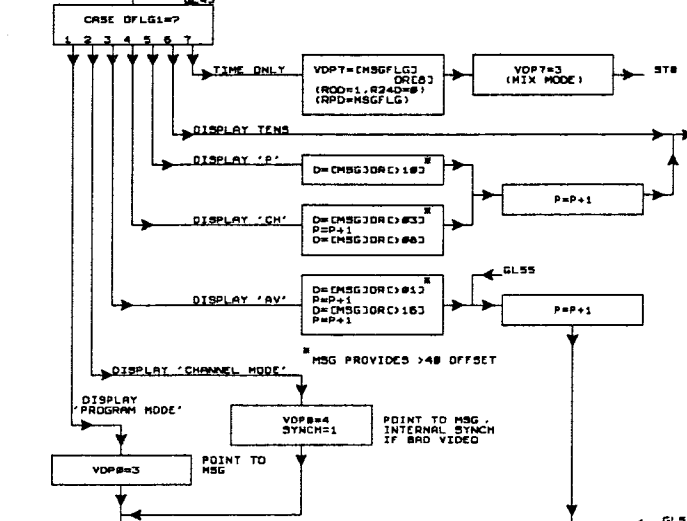 CASE DFLG1=?
1 2 3 4 5 6 7
TIME ONLY
VDP7=[MSGFLG]
OR[8]
(ROD=1,R24D=0)
(RPD=MSGFLG)
VDP7=3
(MIX MODE)
ST0
DISPLAY TENS
DISPLAY 'P'
D=[MSG]OR[>10]*
P=P+1
DISPLAY 'CH'
D=[MSG]OR[>03]*
P=P+1
D=[MSG]OR[>08]
GL55
DISPLAY 'AV'
D=[MSG]OR[>01]*
P=P+1
D=[MSG]OR[>16]
P=P+1
P=P+1
*MSG PROVIDES >40 OFFSET
DISPLAY 'CHANNEL MODE'
DISPLAY
'PROGRAM MODE'
VDP0=4
SYNCH=1
POINT TO MSG,
INTERNAL SYNCH
IF BAD VIDEO
VDP0=3
POINT TO
MSG